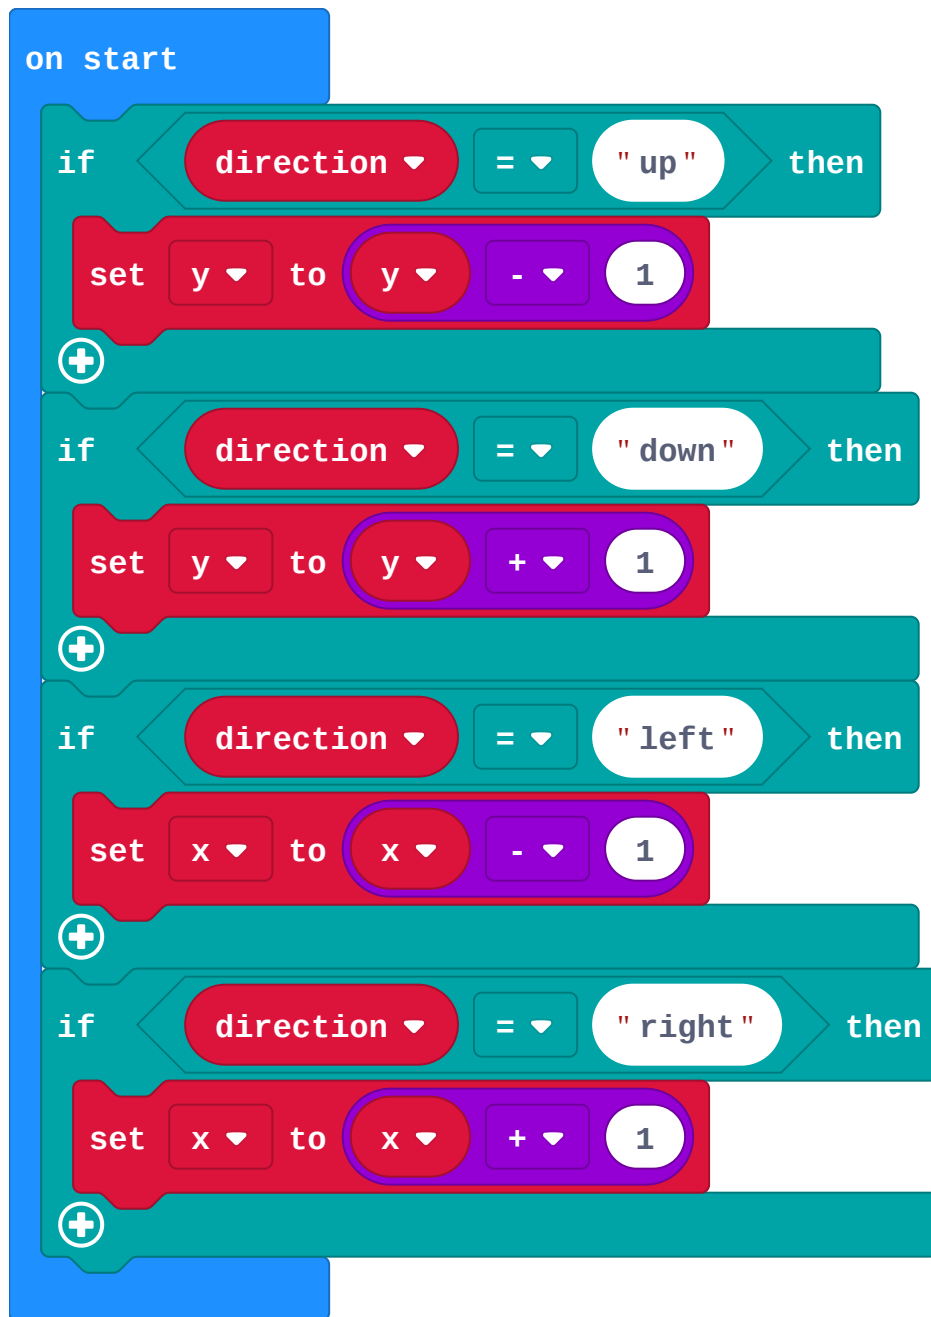 on start
if direction = "up" then
set y to y - 1
if direction = "down" then
set y to y + 1
if direction = "left" then
set x to x - 1
if direction = "right" then
set x to x + 1